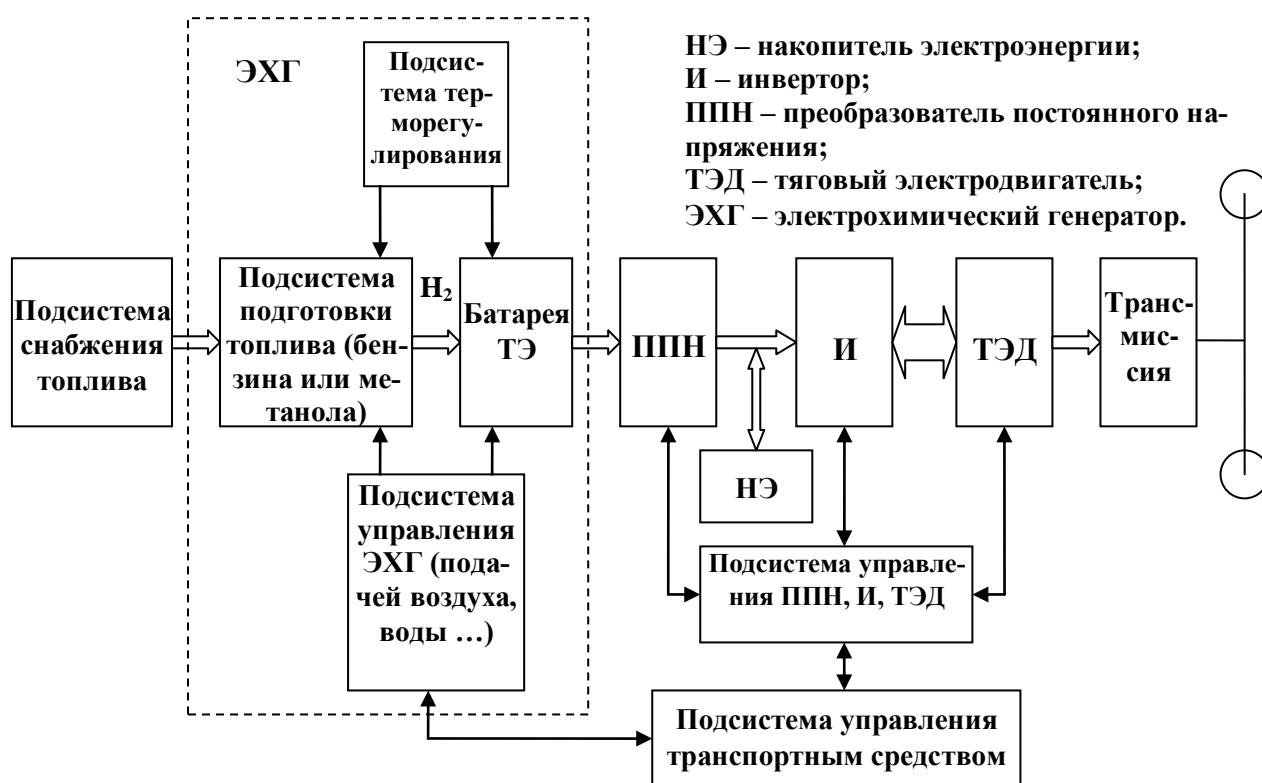 ЭХГ
Подсис-
тема тер-
морегу-
лирования
НЭ – накопитель электроэнергии;
И – инвертор;
ППН – преобразователь постоянного на-
пряжения;
ТЭД – тяговый электродвигатель;
ЭХГ – электрохимический генератор.
Подсистема
снабжения
топлива
Подсистема
подготовки
топлива (бен-
зина или ме-
танола)
H₂
Батарея
ТЭ
ППН
И
ТЭД
Транс-
мис-
сия
НЭ
Подсистема
управления
ЭХГ (пода-
чей воздуха,
воды …)
Подсистема управле-
ния ППН, И, ТЭД
Подсистема управления
транспортным средством